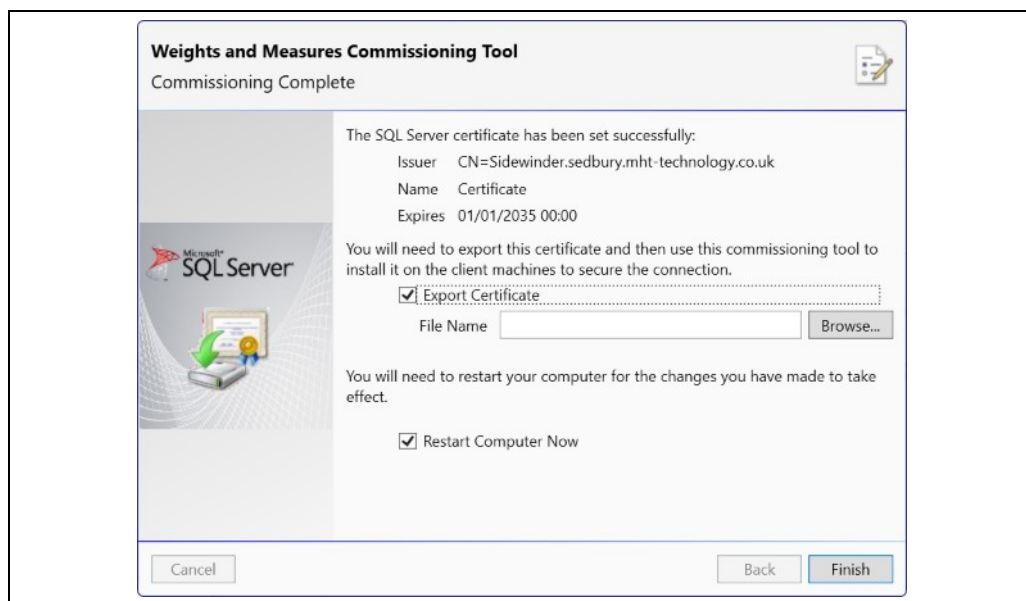 Weights and Measures Commissioning Tool
Commissioning Complete
The SQL Server certificate has been set successfully:
Issuer CN=Sidewinder.sedbury.mht-technology.co.uk
Name Certificate
Expires 01/01/2035 00:00
You will need to export this certificate and then use this commissioning tool to
install it on the client machines to secure the connection.
Microsoft®
SQL Server
Export Certificate
File Name
Browse...
You will need to restart your computer for the changes you have made to take
effect.
Restart Computer Now
Cancel
Back
Finish